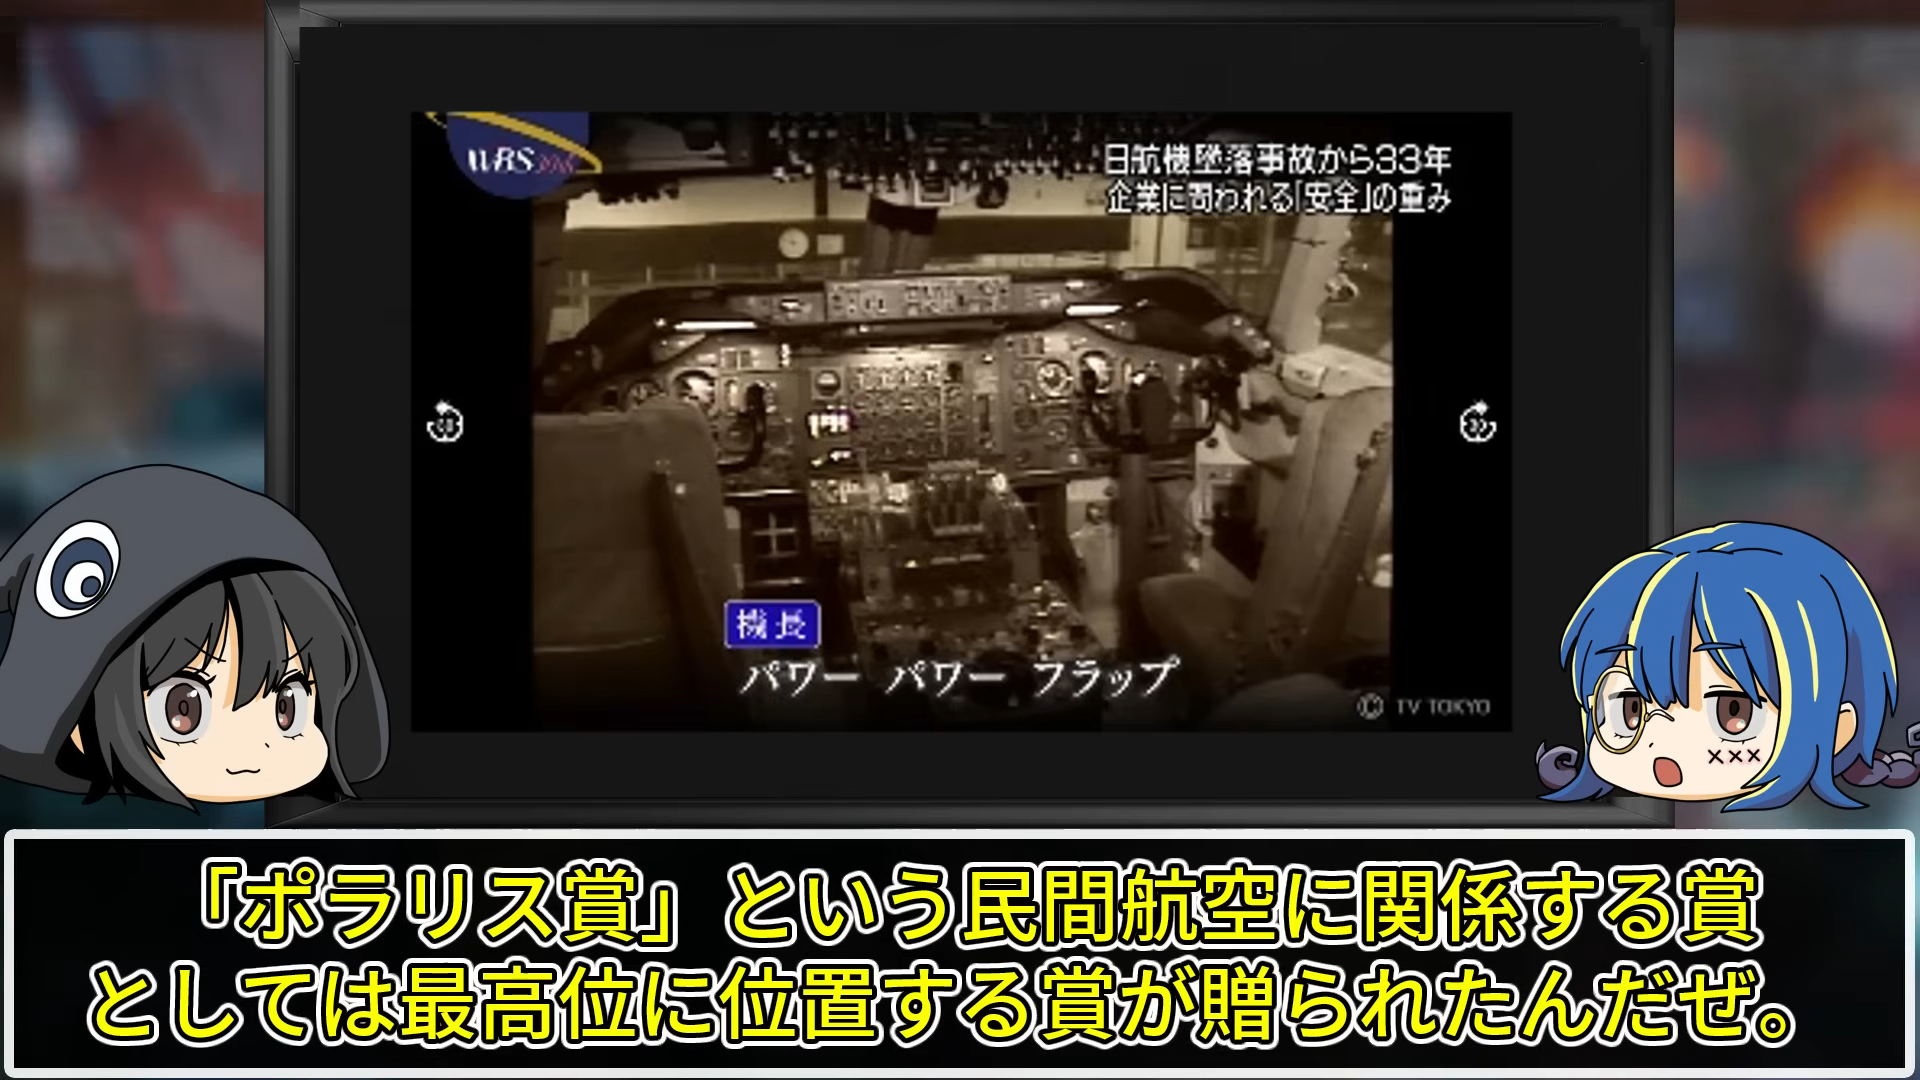 WBS
日航機墜落事故から33年
企業に問われる「安全」の重み
30
30
機長
パワー パワー フラップ
© TV TOKYO
×××
「ポラリス賞」という民間航空に関係する賞
としては最高位に位置する賞が贈られたんだぜ。